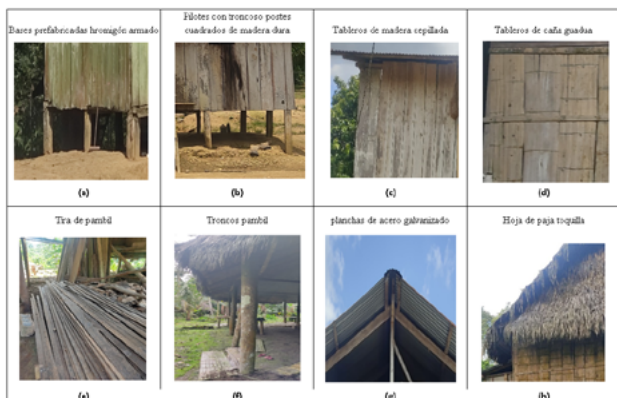 Bases prefabricadas hromigón armado
Pilotes con troncoso postes
cuadrados de madera dura
Tableros de madera cepillada
Tableros de caña guadua
(a)
(b)
(c)
(d)
Tira de pambil
Troncos pambil
planchas de acero galvanizado
Hoja de paja toquilla
(e)
(f)
(g)
(h)